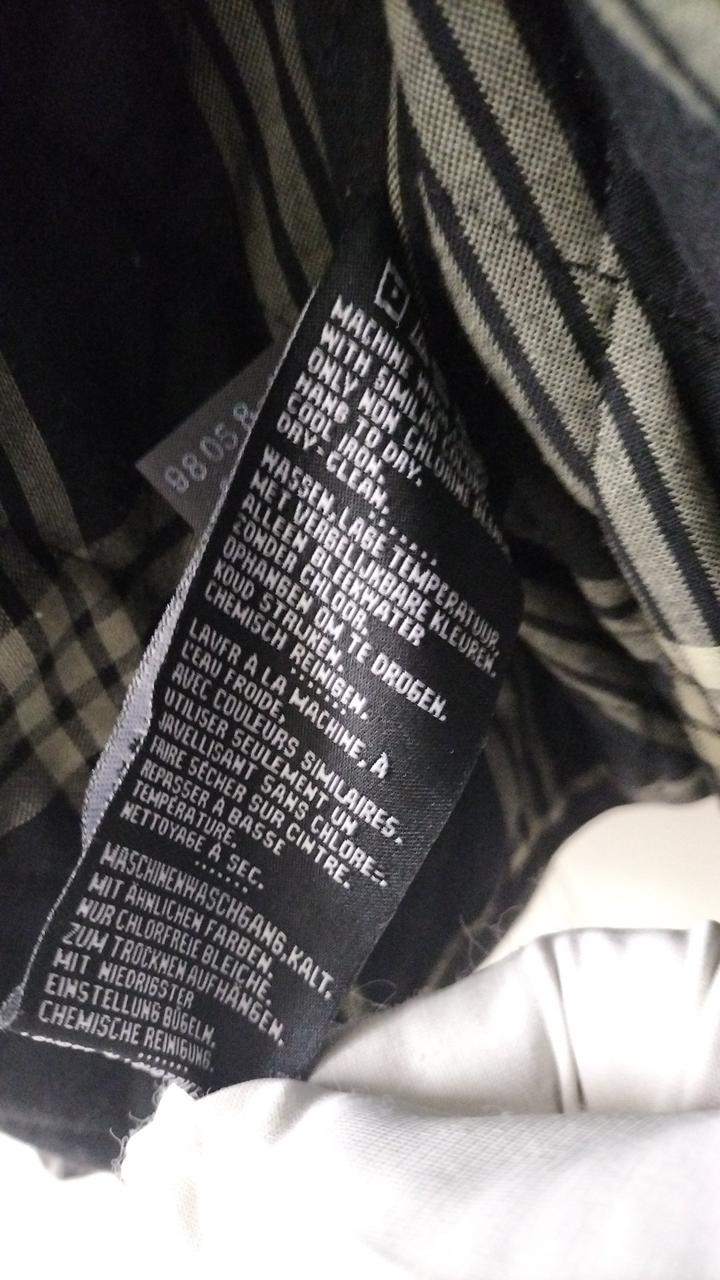 98 05 8
MACHINE
WITH SIMILAR
ONLY NON CHLORINE
HANG TO DRY.
COOL IRON.
DRY-CLEAN.
.......
WASSEN, LAGE TEMPERATUUR,
MET VERGELIJKBARE KLEUREN.
ALLEEN BLEEKWATER
ZONDER CHLOOR.
OPHANGEN OM TE DROGEN.
KOUD STRIJKEN.
CHEMISCH REINIGEN.
.......
LAVER À LA MACHINE, À
L'EAU FROIDE,
AVEC COULEURS SIMILAIRES.
UTILISER SEULEMENT UN
JAVELLISANT SANS CHLORE.
FAIRE SÉCHER SUR CINTRE.
REPASSER À BASSE
TEMPÉRATURE.
NETTOYAGE À SEC.
.......
MASCHINENWASCHGANG, KALT.
MIT ÄHNLICHEN FARBEN.
NUR CHLORFREIE BLEICHE.
ZUM TROCKNEN AUFHÄNGEN.
MIT NIEDRIGSTER
EINSTELLUNG BÜGELN.
CHEMISCHE REINIGUNG.
.......